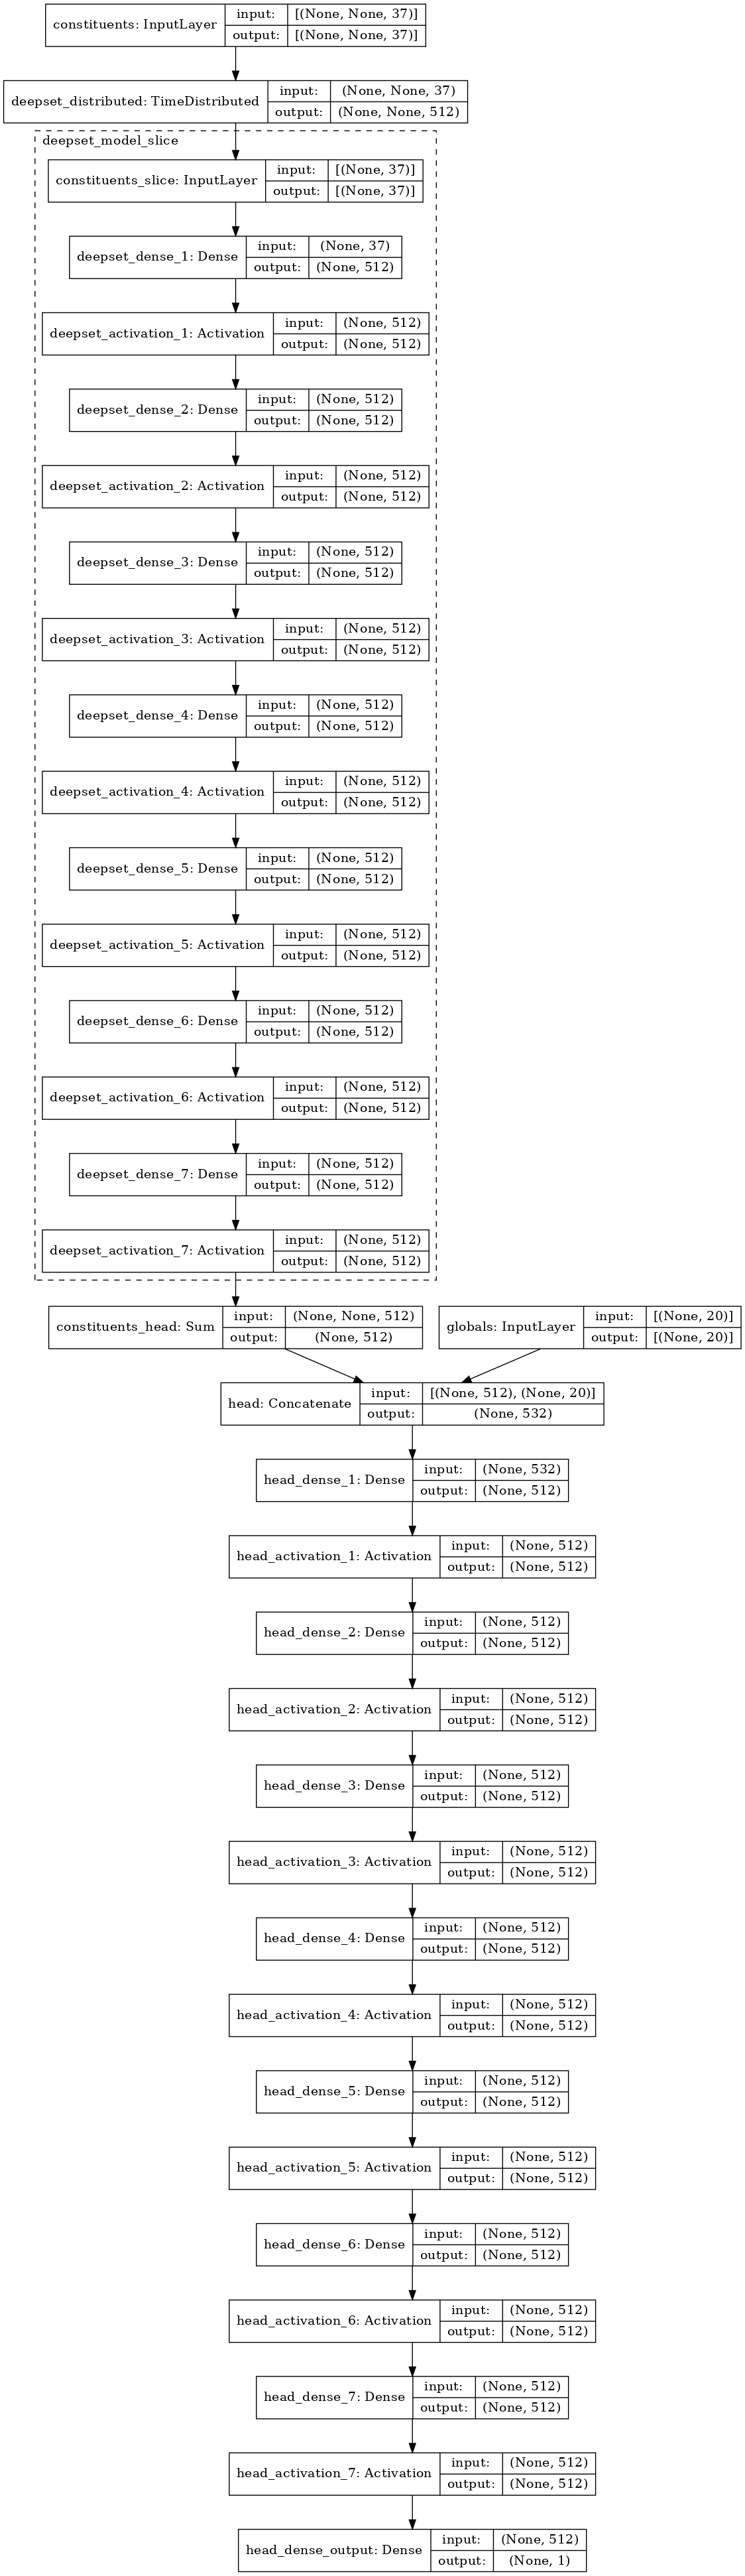 constituents: InputLayer
input: [(None, None, 37)]
output: [(None, None, 37)]
deepset_distributed: TimeDistributed
input: (None, None, 37)
output: (None, None, 512)
deepset_model_slice
constituents_slice: InputLayer
input: [(None, 37)]
output: [(None, 37)]
deepset_dense_1: Dense
input: (None, 37)
output: (None, 512)
deepset_activation_1: Activation
input: (None, 512)
output: (None, 512)
deepset_dense_2: Dense
input: (None, 512)
output: (None, 512)
deepset_activation_2: Activation
input: (None, 512)
output: (None, 512)
deepset_dense_3: Dense
input: (None, 512)
output: (None, 512)
deepset_activation_3: Activation
input: (None, 512)
output: (None, 512)
deepset_dense_4: Dense
input: (None, 512)
output: (None, 512)
deepset_activation_4: Activation
input: (None, 512)
output: (None, 512)
deepset_dense_5: Dense
input: (None, 512)
output: (None, 512)
deepset_activation_5: Activation
input: (None, 512)
output: (None, 512)
deepset_dense_6: Dense
input: (None, 512)
output: (None, 512)
deepset_activation_6: Activation
input: (None, 512)
output: (None, 512)
deepset_dense_7: Dense
input: (None, 512)
output: (None, 512)
deepset_activation_7: Activation
input: (None, 512)
output: (None, 512)
constituents_head: Sum
input: (None, None, 512)
output: (None, 512)
globals: InputLayer
input: [(None, 20)]
output: [(None, 20)]
head: Concatenate
input: [(None, 512), (None, 20)]
output: (None, 532)
head_dense_1: Dense
input: (None, 532)
output: (None, 512)
head_activation_1: Activation
input: (None, 512)
output: (None, 512)
head_dense_2: Dense
input: (None, 512)
output: (None, 512)
head_activation_2: Activation
input: (None, 512)
output: (None, 512)
head_dense_3: Dense
input: (None, 512)
output: (None, 512)
head_activation_3: Activation
input: (None, 512)
output: (None, 512)
head_dense_4: Dense
input: (None, 512)
output: (None, 512)
head_activation_4: Activation
input: (None, 512)
output: (None, 512)
head_dense_5: Dense
input: (None, 512)
output: (None, 512)
head_activation_5: Activation
input: (None, 512)
output: (None, 512)
head_dense_6: Dense
input: (None, 512)
output: (None, 512)
head_activation_6: Activation
input: (None, 512)
output: (None, 512)
head_dense_7: Dense
input: (None, 512)
output: (None, 512)
head_activation_7: Activation
input: (None, 512)
output: (None, 512)
head_dense_output: Dense
input: (None, 512)
output: (None, 1)